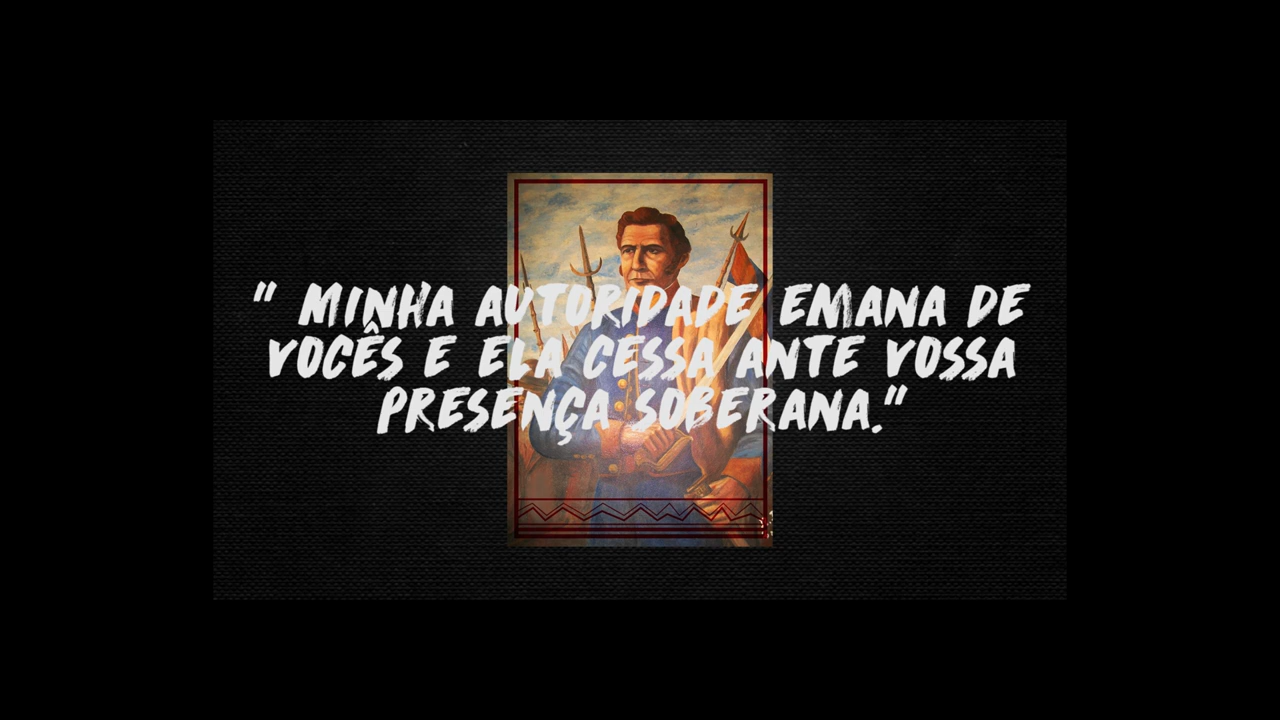 " MINHA AUTORIDADE EMANA DE
VOCÊS E ELA CESSA ANTE VOSSA
PRESENÇA SOBERANA."